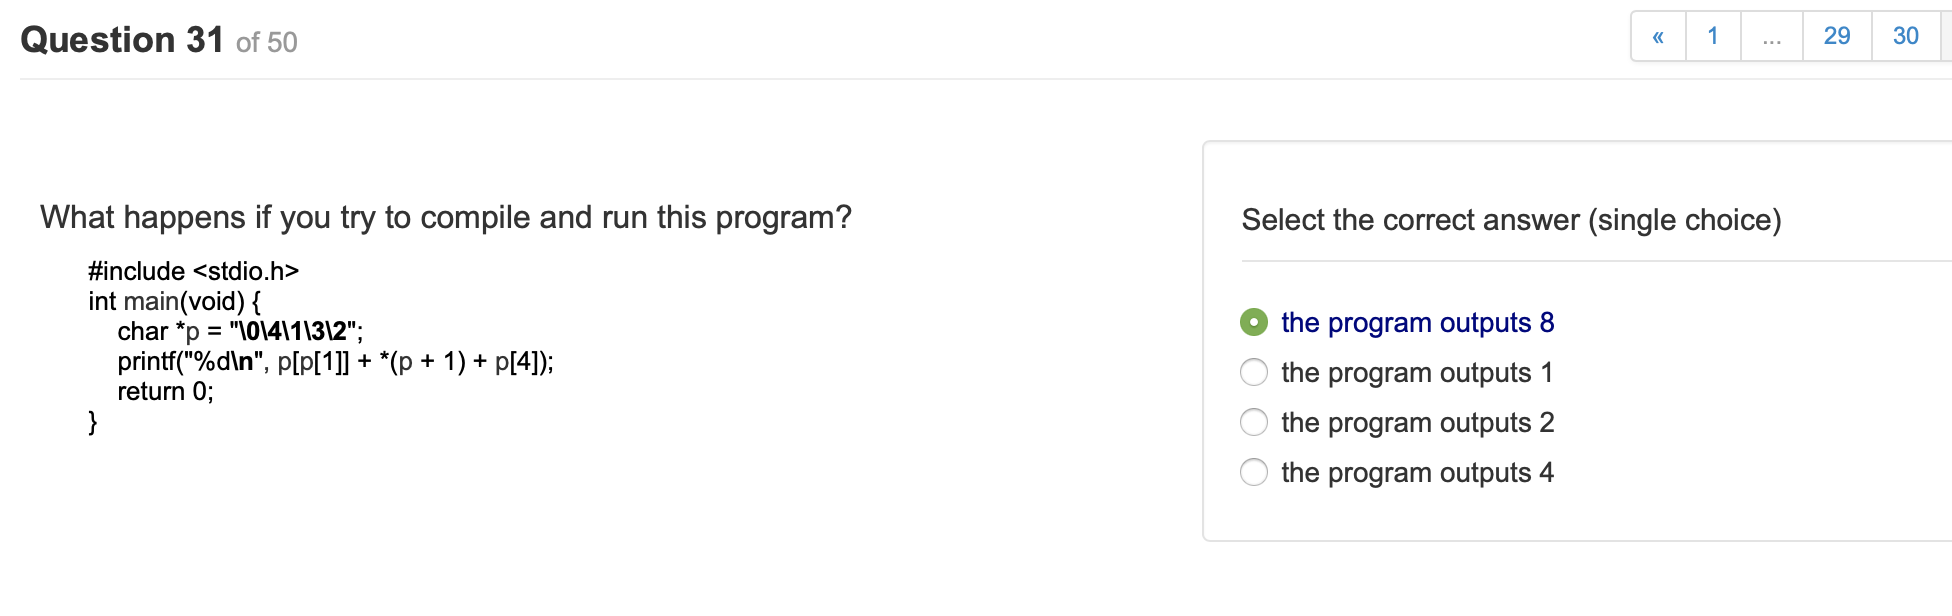 Question 31 of 50
« 1 ... 29 30
What happens if you try to compile and run this program?
#include <stdio.h>
int main(void) {
char *p = "\0\4\1\3\2";
printf("%d\n", p[p[1]] + *(p + 1) + p[4]);
return 0;
}
Select the correct answer (single choice)
the program outputs 8
the program outputs 1
the program outputs 2
the program outputs 4